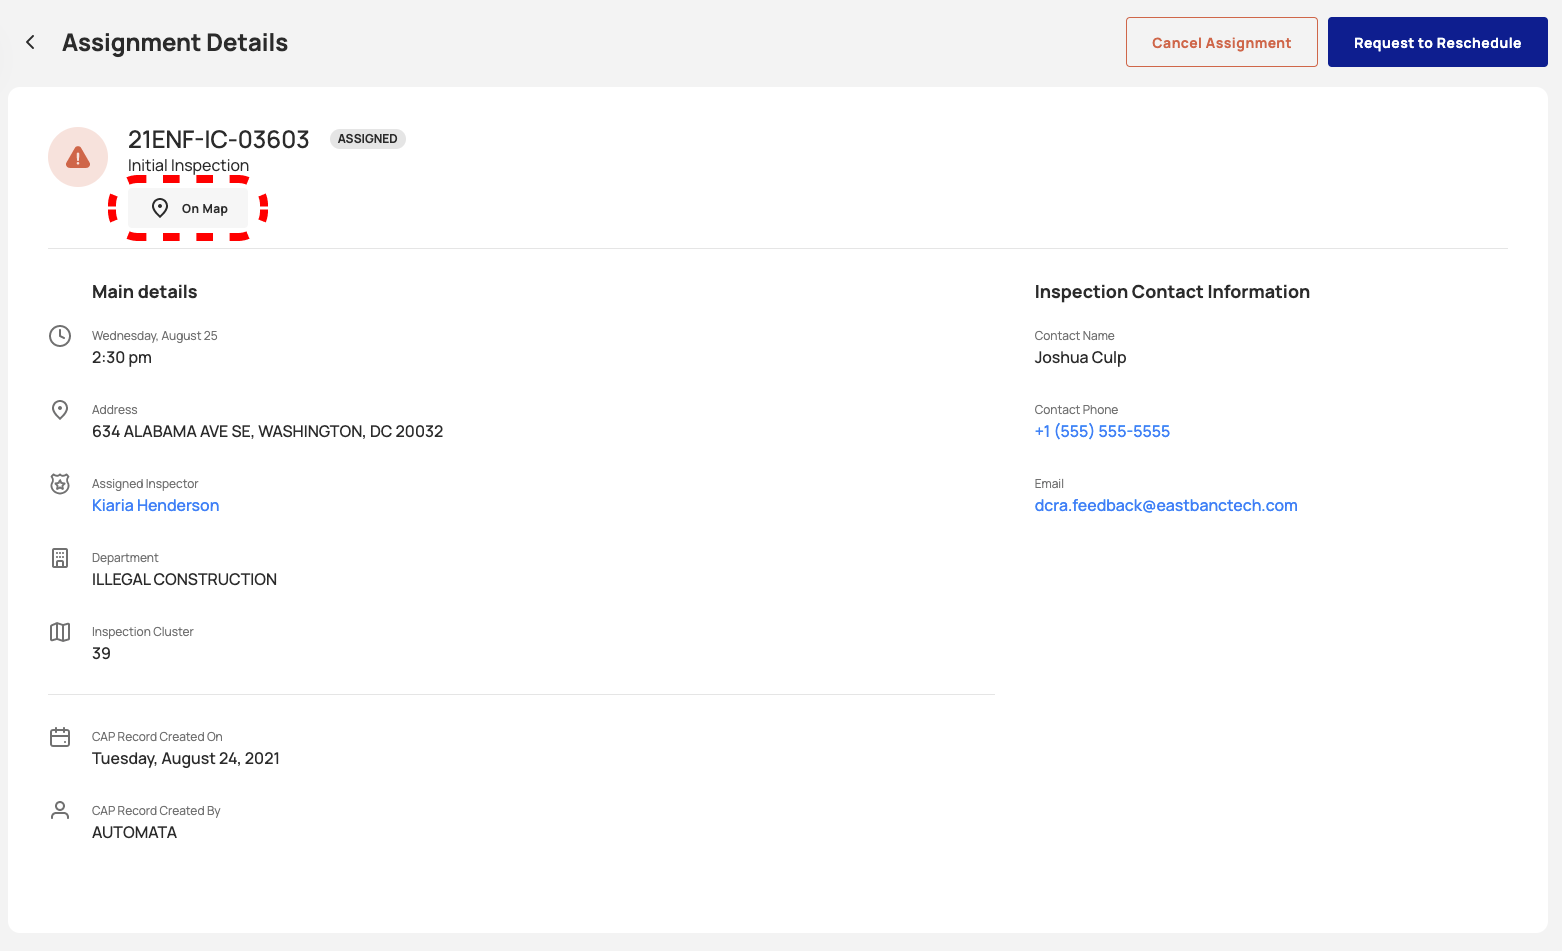 Assignment Details
Cancel Assignment
Request to Reschedule
21ENF-IC-03603
ASSIGNED
Initial Inspection
On Map
Main details
Wednesday, August 25
2:30 pm
Address
634 ALABAMA AVE SE, WASHINGTON, DC 20032
Assigned Inspector
Kiaria Henderson
Department
ILLEGAL CONSTRUCTION
Inspection Cluster
39
CAP Record Created On
Tuesday, August 24, 2021
CAP Record Created By
AUTOMATA
Inspection Contact Information
Contact Name
Joshua Culp
Contact Phone
+1 (555) 555-5555
Email
dcra.feedback@eastbanctech.com